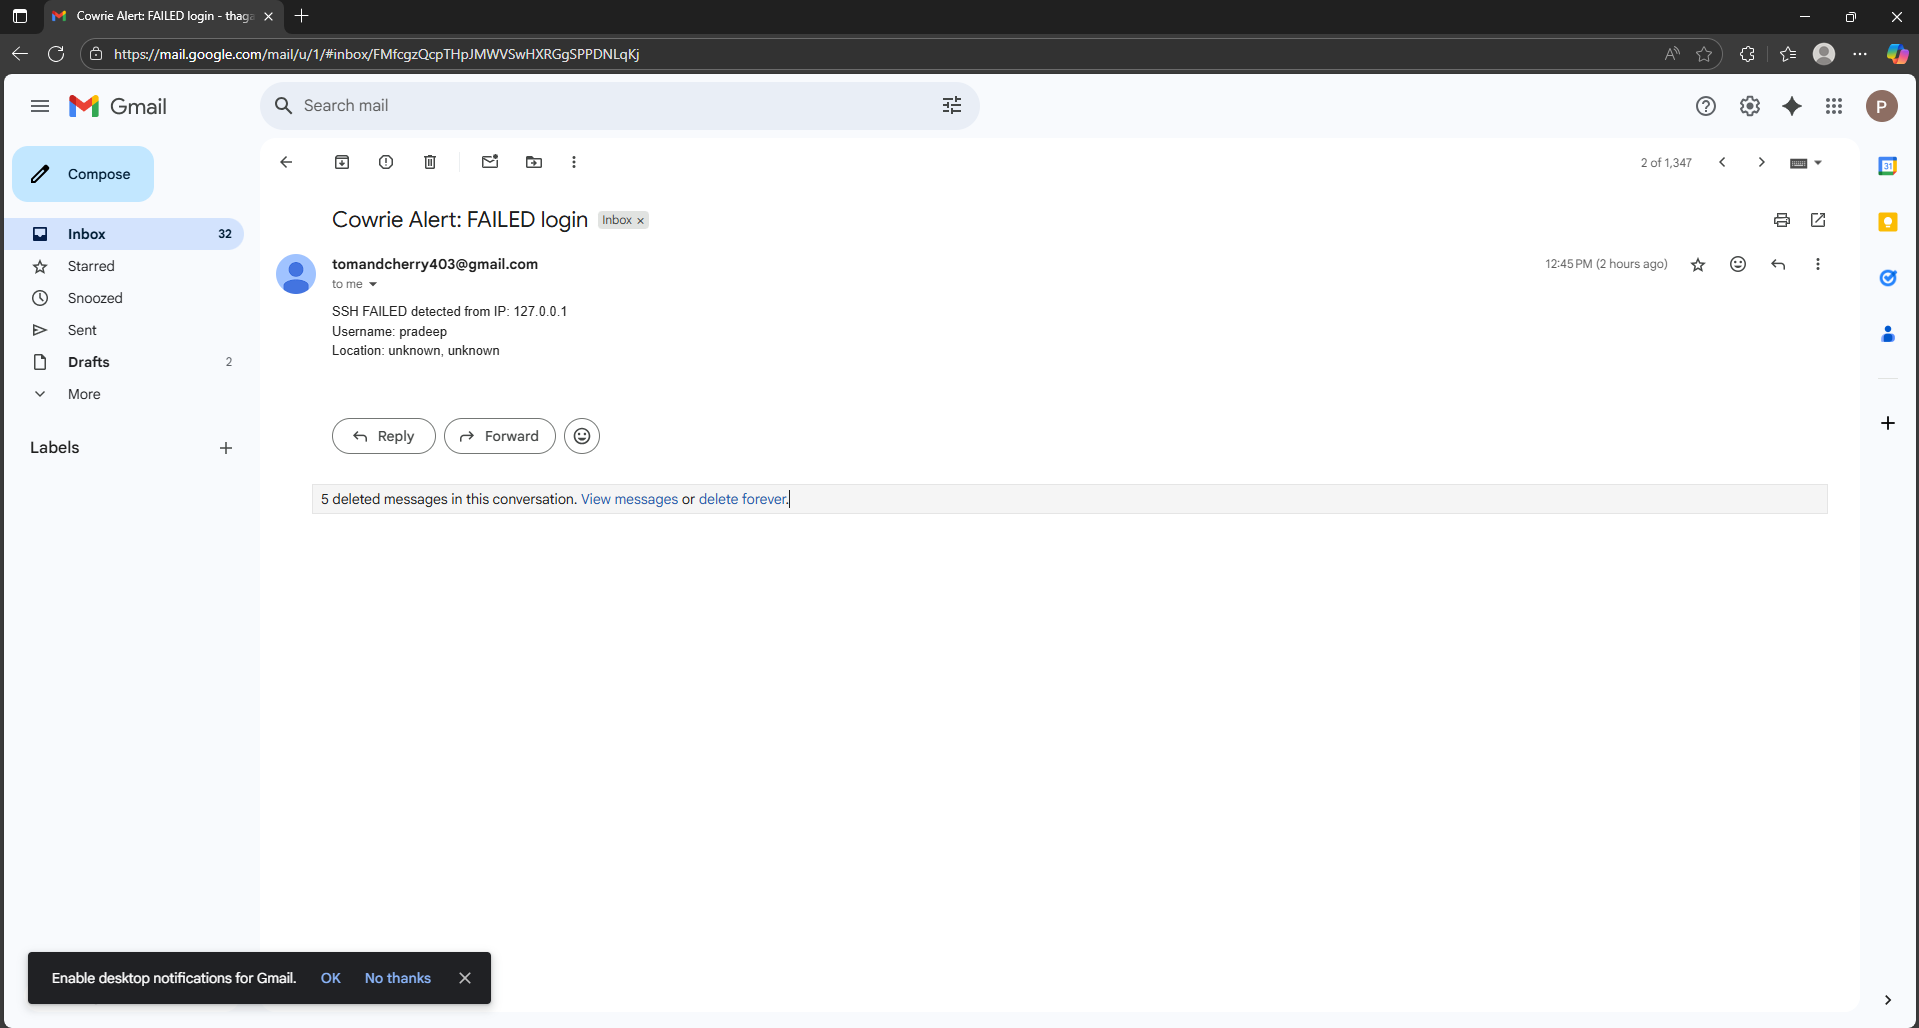 Cowrie Alert: FAILED login - thaga
https://mail.google.com/mail/u/1/#inbox/FMfcgzQcpTHpJMWVSwHXRGgSPPDNLqKj
Gmail
Search mail
P
Compose
2 of 1,347
31
Cowrie Alert: FAILED login Inbox ×
Inbox 32
Starred
Snoozed
Sent
Drafts 2
More
Labels
tomandcherry403@gmail.com
12:45 PM (2 hours ago)
to me
SSH FAILED detected from IP: 127.0.0.1
Username: pradeep
Location: unknown, unknown
Reply
Forward
5 deleted messages in this conversation. View messages or delete forever.
Enable desktop notifications for Gmail. OK No thanks